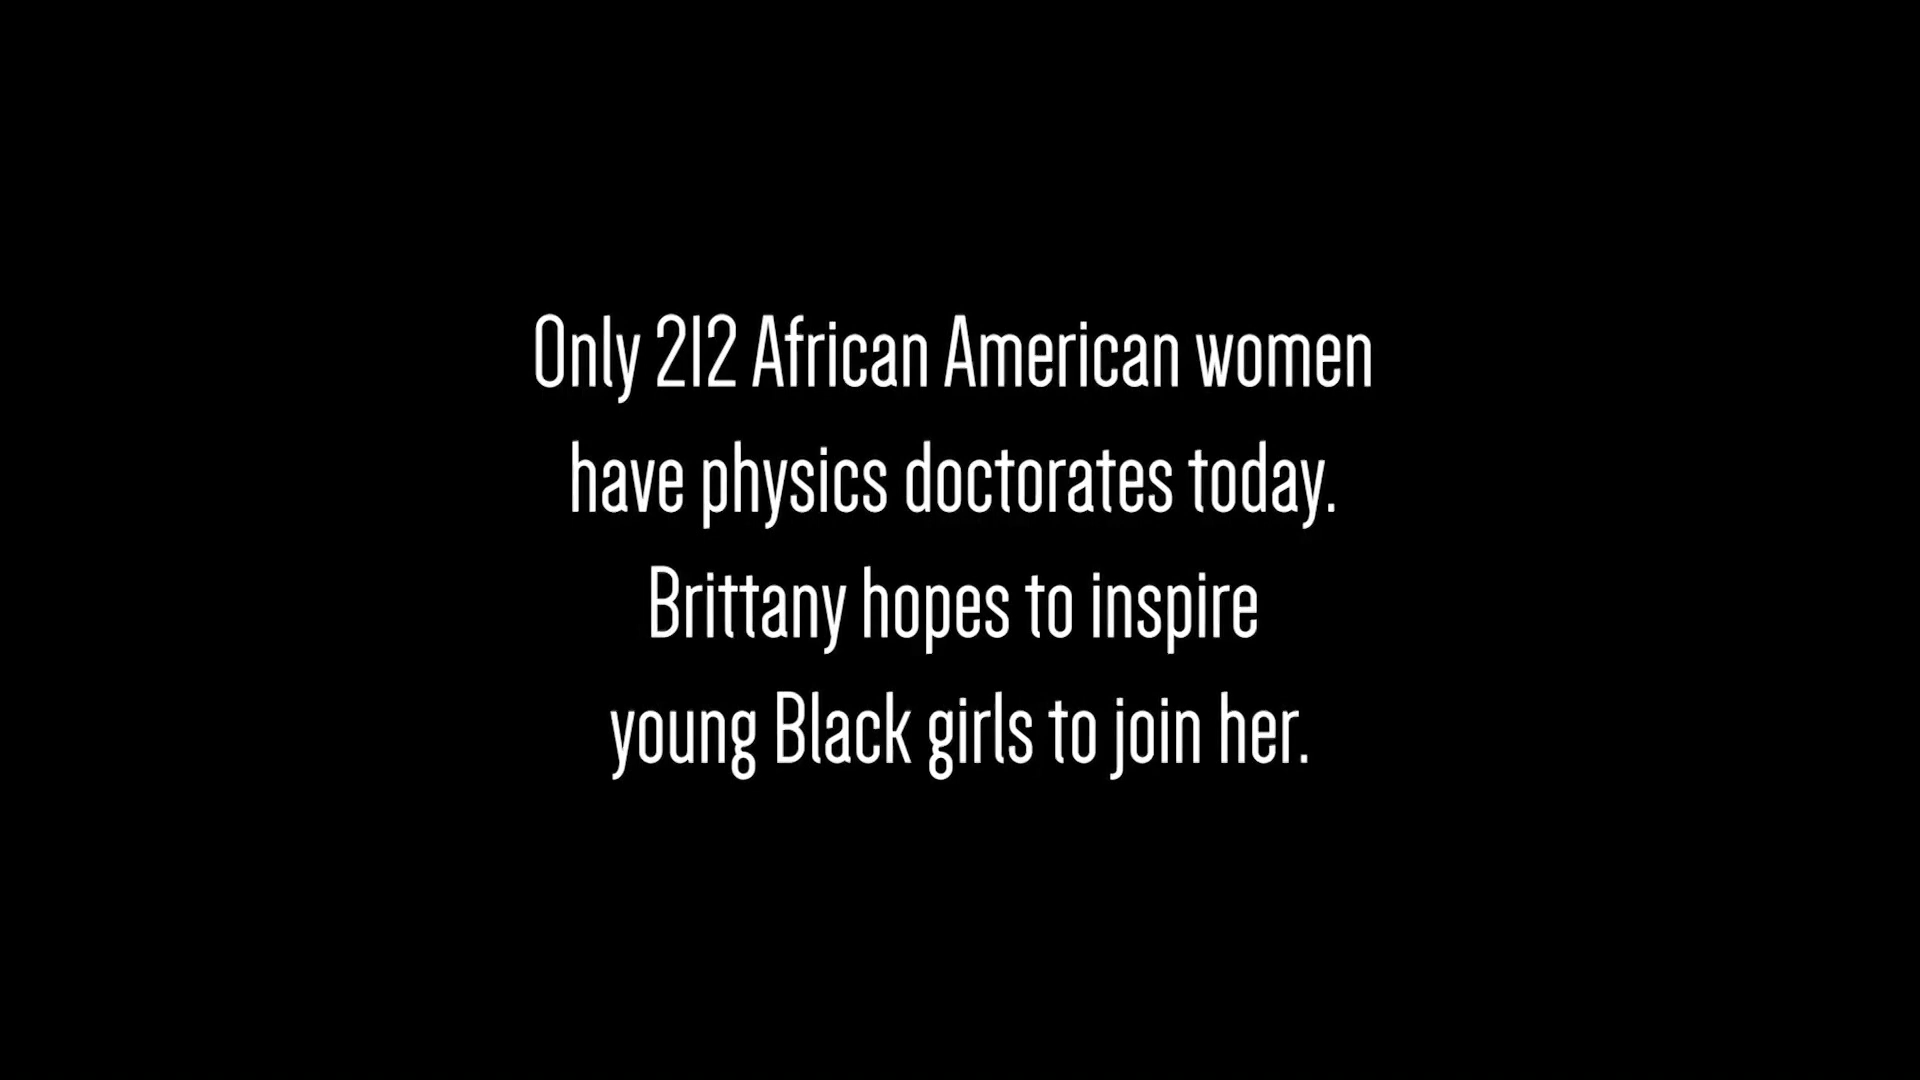 Only 212 African American women
have physics doctorates today.
Brittany hopes to inspire
young Black girls to join her.